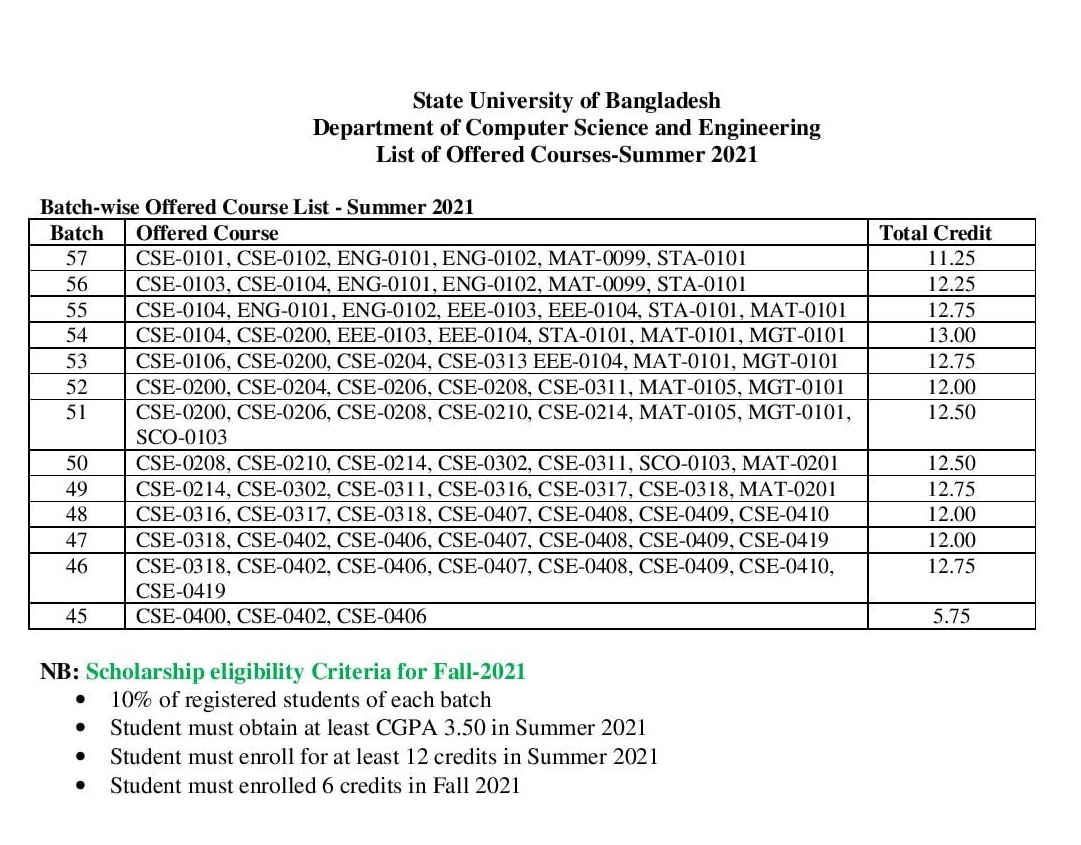 State University of Bangladesh
Department of Computer Science and Engineering
List of Offered Courses-Summer 2021
Batch-wise Offered Course List - Summer 2021
Batch Offered Course Total Credit
57 CSE-0101, CSE-0102, ENG-0101, ENG-0102, MAT-0099, STA-0101 11.25
56 CSE-0103, CSE-0104, ENG-0101, ENG-0102, MAT-0099, STA-0101 12.25
55 CSE-0104, ENG-0101, ENG-0102, EEE-0103, EEE-0104, STA-0101, MAT-0101 12.75
54 CSE-0104, CSE-0200, EEE-0103, EEE-0104, STA-0101, MAT-0101, MGT-0101 13.00
53 CSE-0106, CSE-0200, CSE-0204, CSE-0313 EEE-0104, MAT-0101, MGT-0101 12.75
52 CSE-0200, CSE-0204, CSE-0206, CSE-0208, CSE-0311, MAT-0105, MGT-0101 12.00
51 CSE-0200, CSE-0206, CSE-0208, CSE-0210, CSE-0214, MAT-0105, MGT-0101, 12.50
SCO-0103
50 CSE-0208, CSE-0210, CSE-0214, CSE-0302, CSE-0311, SCO-0103, MAT-0201 12.50
49 CSE-0214, CSE-0302, CSE-0311, CSE-0316, CSE-0317, CSE-0318, MAT-0201 12.75
48 CSE-0316, CSE-0317, CSE-0318, CSE-0407, CSE-0408, CSE-0409, CSE-0410 12.00
47 CSE-0318, CSE-0402, CSE-0406, CSE-0407, CSE-0408, CSE-0409, CSE-0419 12.00
46 CSE-0318, CSE-0402, CSE-0406, CSE-0407, CSE-0408, CSE-0409, CSE-0410, 12.75
CSE-0419
45 CSE-0400, CSE-0402, CSE-0406 5.75
NB: Scholarship eligibility Criteria for Fall-2021
• 10% of registered students of each batch
• Student must obtain at least CGPA 3.50 in Summer 2021
• Student must enroll for at least 12 credits in Summer 2021
• Student must enrolled 6 credits in Fall 2021